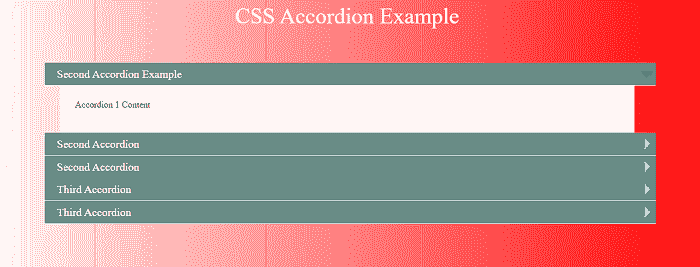 CSS Accordion Example
Second Accordion Example
Accordion 1 Content
Second Accordion
Second Accordion
Third Accordion
Third Accordion